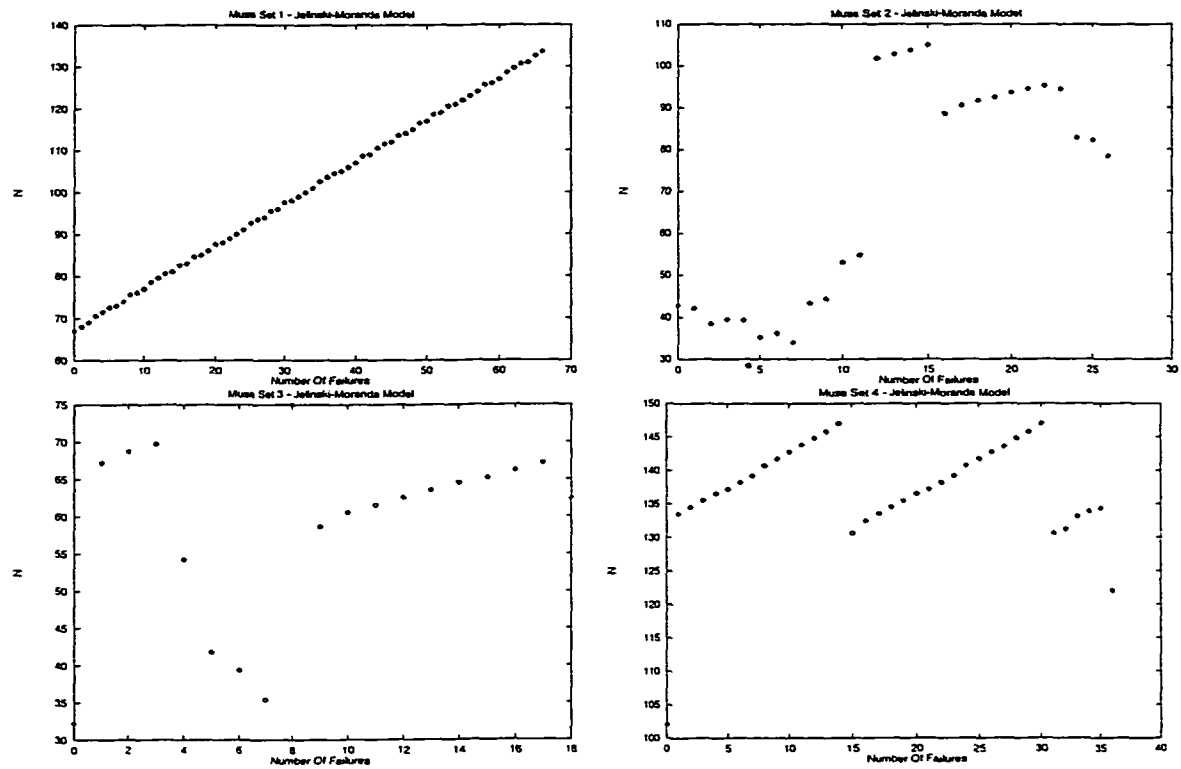 Musa Set 1 - Jelinski-Moranda Model
140
130
120
110
100
90
80
70
60
N
0 10 20 30 40 50 60 70
Number Of Failures
Musa Set 2 - Jelinski-Moranda Model
110
100
90
80
70
60
50
40
30
N
0 5 10 15 20 25 30
Number Of Failures
Musa Set 3 - Jelinski-Moranda Model
75
70
65
60
55
50
45
40
35
30
N
0 2 4 6 8 10 12 14 16 18
Number Of Failures
Musa Set 4 - Jelinski-Moranda Model
150
145
140
135
130
125
120
115
110
105
100
N
0 5 10 15 20 25 30 35 40
Number Of Failures